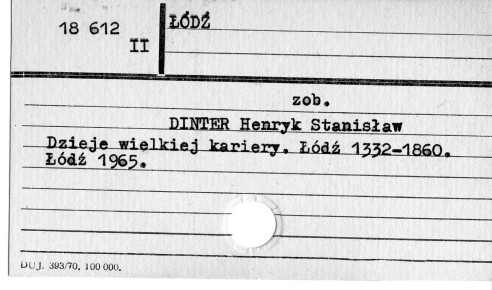 18 612
II
ŁÓDŹ
zob.
DINTER Henryk Stanisław
Dzieje wielkiej kariery. Łódź 1332-1860.
Łódź 1965.
DUJ. 393/70. 100 000.